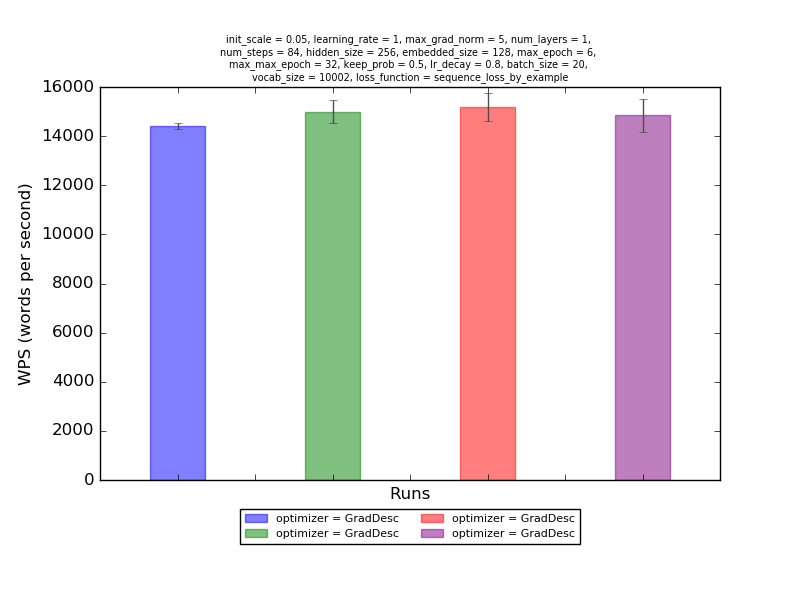 init_scale = 0.05, learning_rate = 1, max_grad_norm = 5, num_layers = 1,
num_steps = 84, hidden_size = 256, embedded_size = 128, max_epoch = 6,
max_max_epoch = 32, keep_prob = 0.5, lr_decay = 0.8, batch_size = 20,
vocab_size = 10002, loss_function = sequence_loss_by_example
16000
14000
12000
10000
8000
6000
4000
2000
0
WPS (words per second)
Runs
optimizer = GradDesc
optimizer = GradDesc
optimizer = GradDesc
optimizer = GradDesc